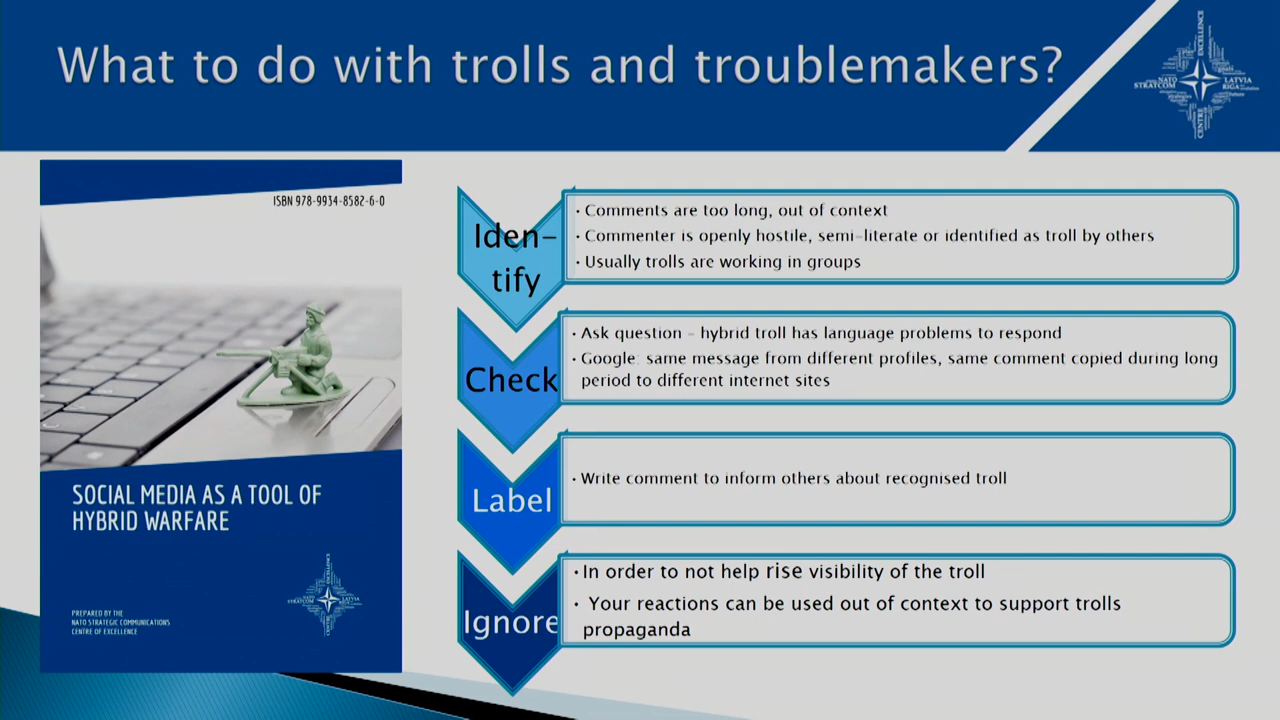 What to do with trolls and troublemakers?
NATO
STRATCOM
CENTRE
EXCELLENCE
LATVIA
RIGA
ISBN 978-9934-8582-6-0
SOCIAL MEDIA AS A TOOL OF
HYBRID WARFARE
PREPARED BY THE
NATO STRATEGIC COMMUNICATIONS
CENTRE OF EXCELLENCE
Iden-
tify
• Comments are too long, out of context
• Commenter is openly hostile, semi-literate or identified as troll by others
• Usually trolls are working in groups
Check
• Ask question - hybrid troll has language problems to respond
• Google: same message from different profiles, same comment copied during long
period to different internet sites
Label
• Write comment to inform others about recognised troll
Ignore
• In order to not help rise visibility of the troll
• Your reactions can be used out of context to support trolls
propaganda